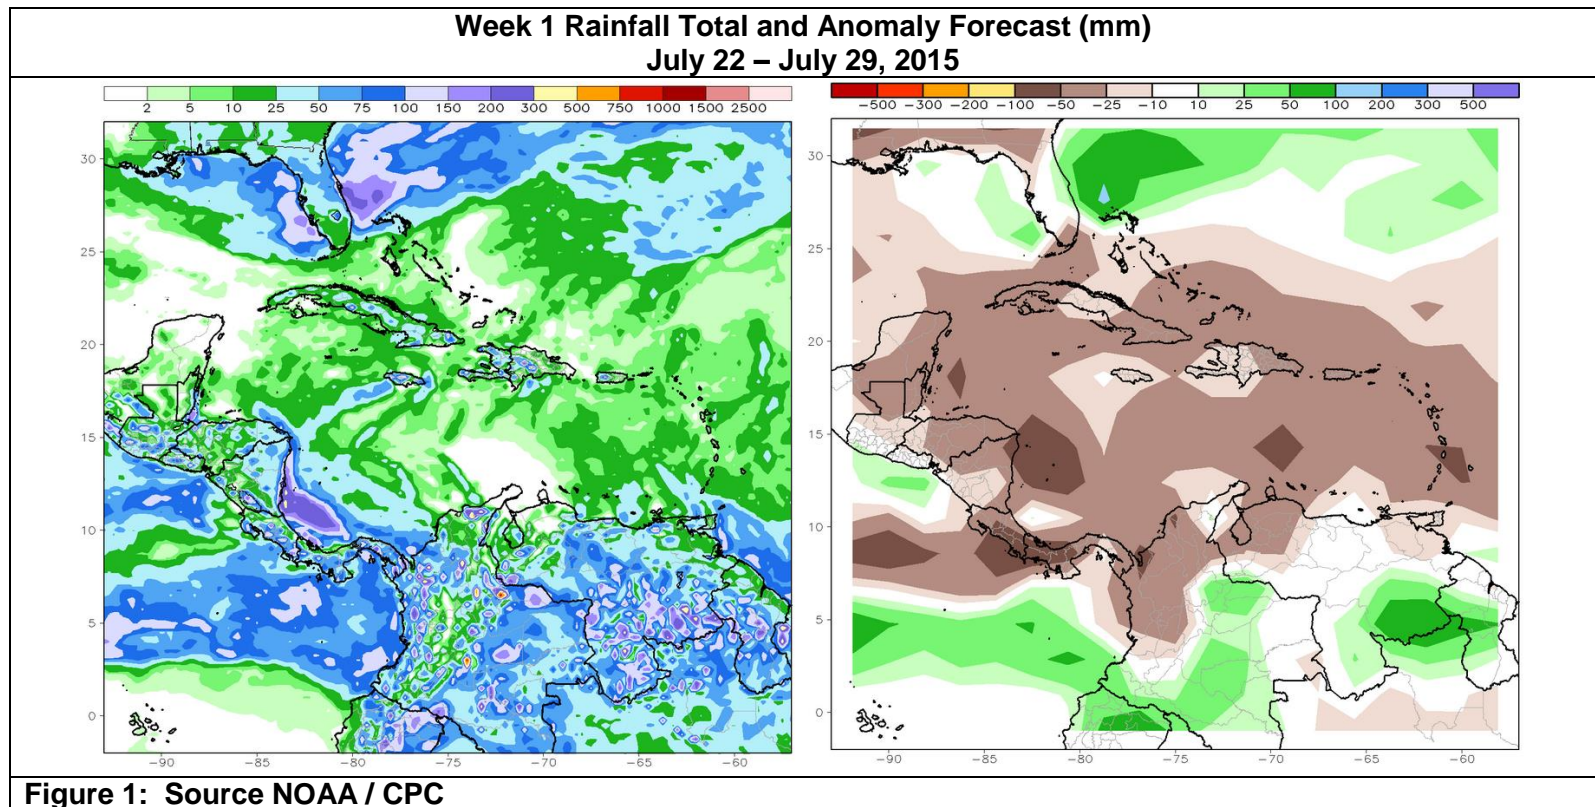 Week 1 Rainfall Total and Anomaly Forecast (mm)
July 22 – July 29, 2015
2 5 10 25 50 75 100 150 200 300 500 750 1000 1500 2500
-500 -300 -200 -100 -50 -25 -10 10 25 50 100 200 300 500
30
25
20
15
10
5
0
-90 -85 -80 -75 -70 -65 -60
30
25
20
15
10
5
0
-90 -85 -80 -75 -70 -65 -60
Figure 1: Source NOAA / CPC